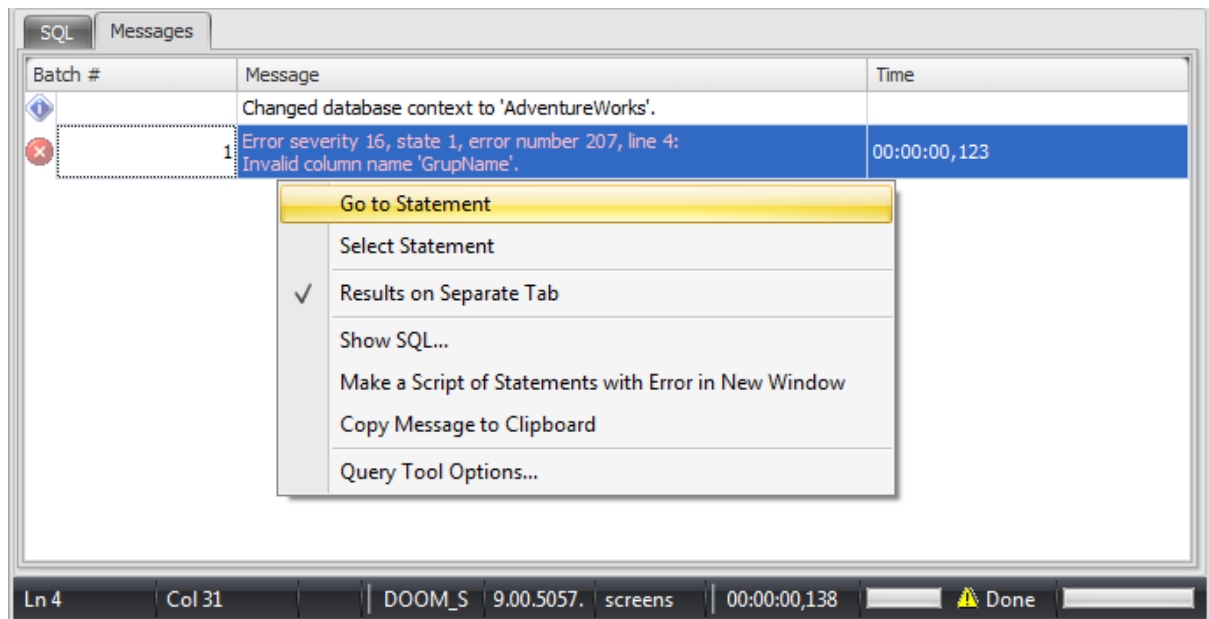 SQL Messages
Batch # Message Time
Changed database context to 'AdventureWorks'.
Error severity 16, state 1, error number 207, line 4:
1 Invalid column name 'GrupName'. 00:00:00,123
Go to Statement
Select Statement
Results on Separate Tab
Show SQL...
Make a Script of Statements with Error in New Window
Copy Message to Clipboard
Query Tool Options...
Ln 4 Col 31 DOOM_S 9.00.5057. screens 00:00:00,138 Done